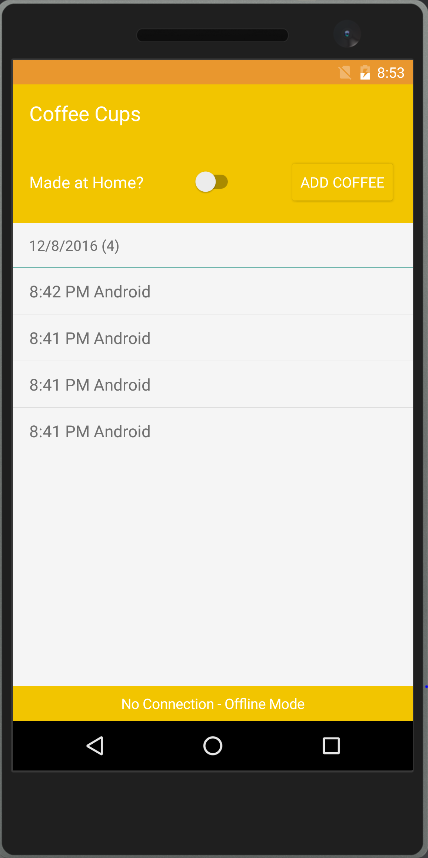 8:53
Coffee Cups
Made at Home? ADD COFFEE
12/8/2016 (4)
8:42 PM Android
8:41 PM Android
8:41 PM Android
8:41 PM Android
No Connection - Offline Mode